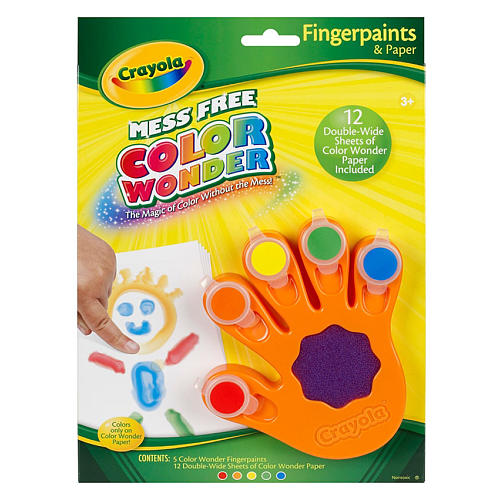 Fingerpaints
& Paper
Crayola
3+
MESS FREE
COLOR
WONDER
The Magic of Color Without the Mess!
12
Double-Wide
Sheets of
Color Wonder
Paper
Included
Colors
only on
Color Wonder
Paper!
Crayola
CONTENTS: 5 Color Wonder Fingerpaints
12 Double-Wide Sheets of Color Wonder Paper
Nontoxic